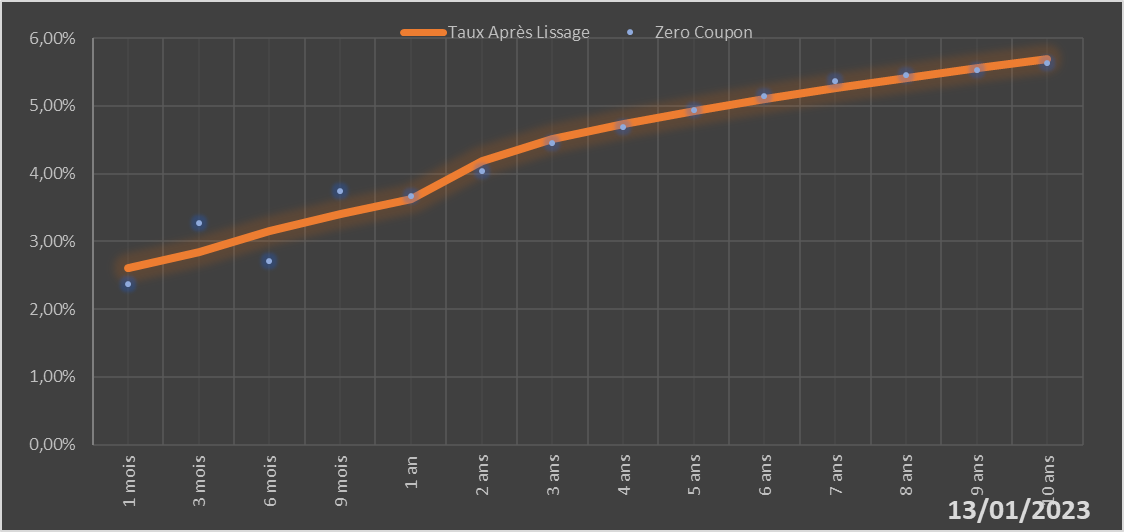 Taux Après Lissage
Zero Coupon
6,00%
5,00%
4,00%
3,00%
2,00%
1,00%
0,00%
1 mois
3 mois
6 mois
9 mois
1 an
2 ans
3 ans
4 ans
5 ans
6 ans
7 ans
8 ans
9 ans
10 ans
13/01/2023